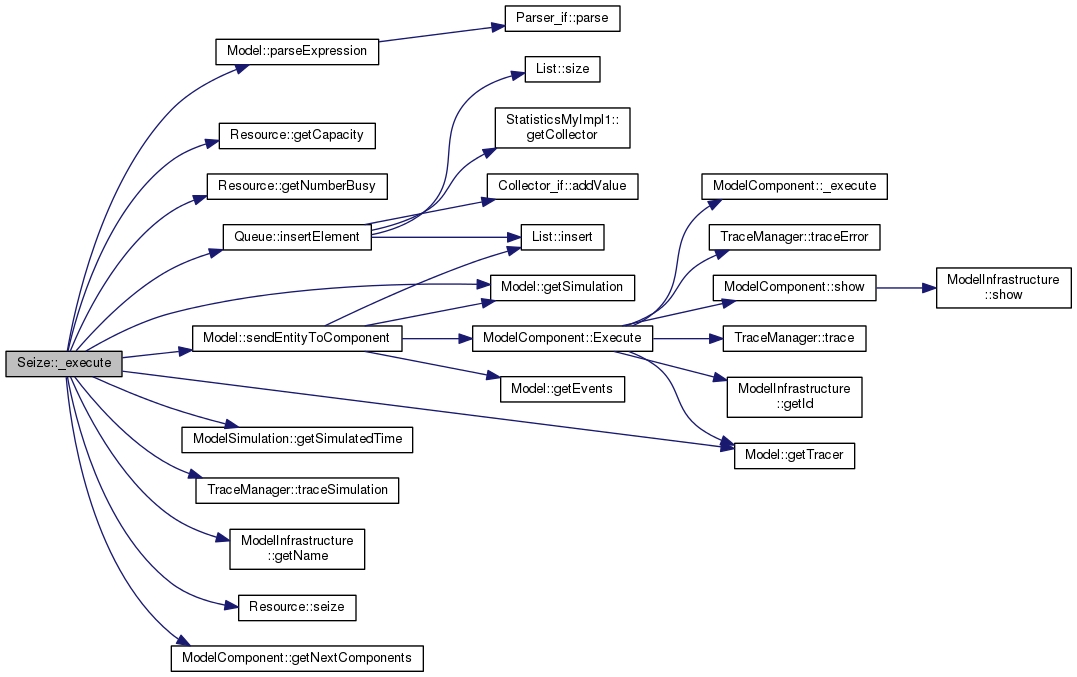 Parser_if::parse
Model::parseExpression
List::size
StatisticsMyImpl1::
getCollector
Resource::getCapacity
Collector_if::addValue
Resource::getNumberBusy
ModelComponent::_execute
Queue::insertElement
List::insert
TraceManager::traceError
Model::getSimulation
ModelComponent::show
ModelInfrastructure
::show
Seize::_execute
Model::sendEntityToComponent
ModelComponent::Execute
TraceManager::trace
Model::getEvents
ModelInfrastructure
::getId
ModelSimulation::getSimulatedTime
Model::getTracer
TraceManager::traceSimulation
ModelInfrastructure
::getName
Resource::seize
ModelComponent::getNextComponents